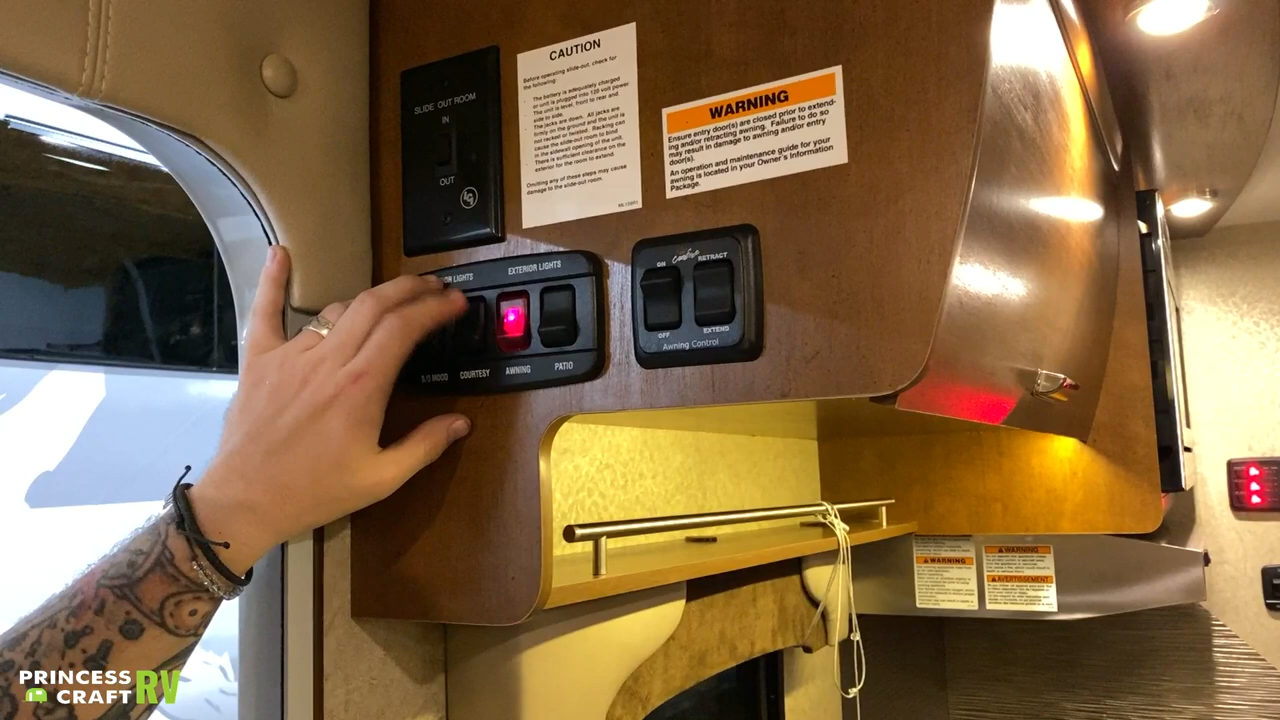 SLIDE OUT ROOM
IN
OUT
CAUTION
Before operating slide-out, check for
the following:
The battery is adequately charged
or unit is plugged into 120 volt power
The unit is level, front to rear and
side to side.
The jacks are down. All jacks are
firmly on the ground and the unit is
not racked or twisted. Racking can
cause the slide-out room to bind
in the sidewall opening of the unit.
There is sufficient clearance on the
exterior for the room to extend.
Omitting any of these steps may cause
damage to the slide-out room.
WARNING
Ensure entry door(s) are closed prior to extend-
ing and/or retracting awning. Failure to do so
may result in damage to awning and/or entry
door(s).
An operation and maintenance guide for your
awning is located in your Owner's Information
Package.
LIGHTS
EXTERIOR LIGHTS
COURTESY
AWNING
PATIO
ON
RETRACT
OFF
EXTEND
Awning Control
WARNING
WARNING
AVERTISSEMENT
PRINCESS
CRAFT
RV